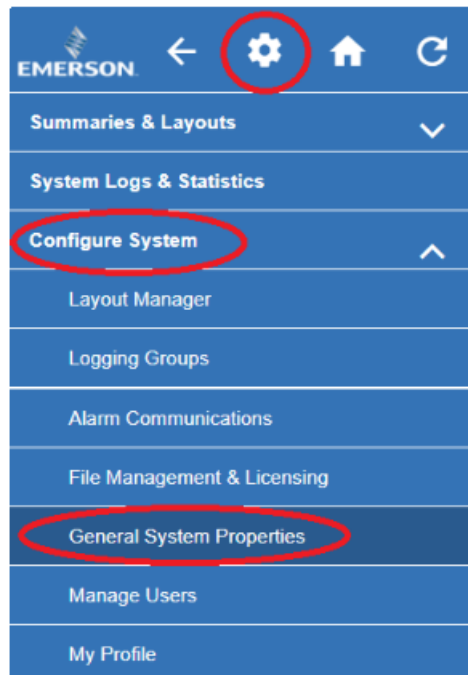 EMERSON
Summaries & Layouts
System Logs & Statistics
Configure System
Layout Manager
Logging Groups
Alarm Communications
File Management & Licensing
General System Properties
Manage Users
My Profile